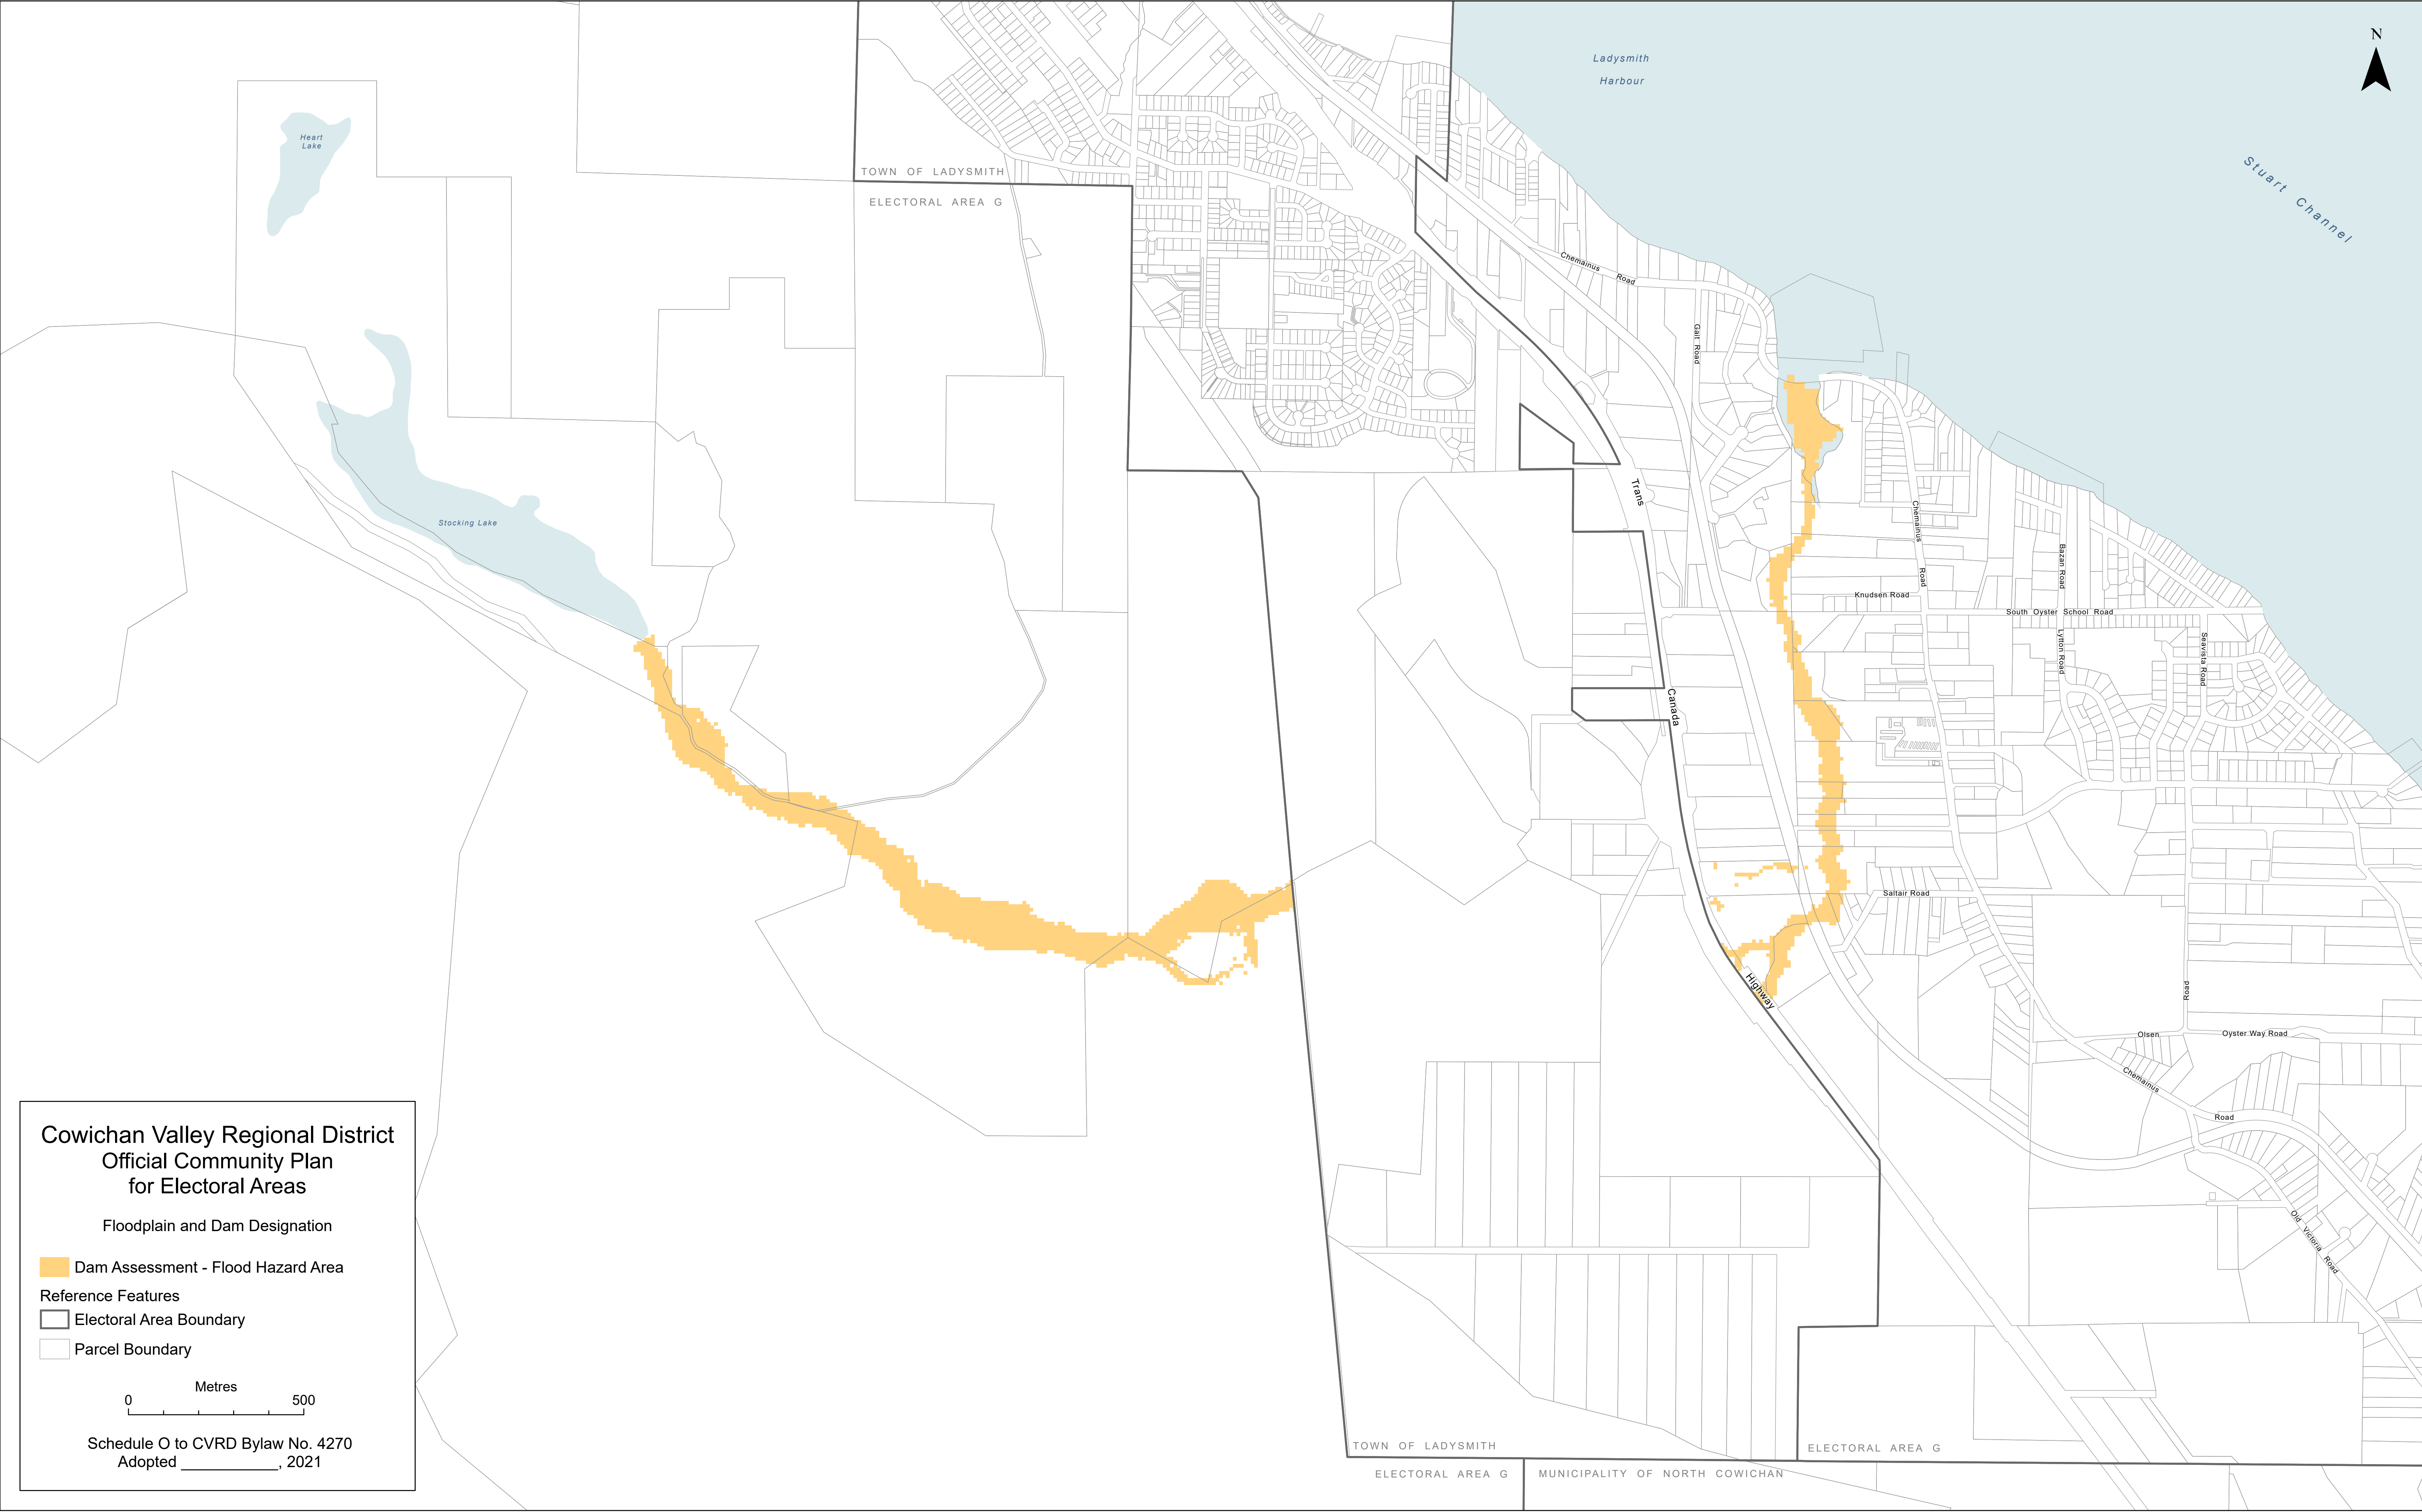 N
Ladysmith
Harbour
Stuart Channel
Heart
Lake
TOWN OF LADYSMITH
ELECTORAL AREA G
Chemainus Road
Gait Road
Stocking Lake
Trans
Canada
Highway
Chemainus
Road
Bazan Road
Knudsen Road
South Oyster School Road
Lytton Road
Seavista Road
Saltair Road
Road
Olsen
Oyster Way Road
Chemainus
Road
Old Victoria Road
Cowichan Valley Regional District
Official Community Plan
for Electoral Areas
Floodplain and Dam Designation
Dam Assessment - Flood Hazard Area
Reference Features
Electoral Area Boundary
Parcel Boundary
Metres
0 500
Schedule O to CVRD Bylaw No. 4270
Adopted ___________, 2021
TOWN OF LADYSMITH
ELECTORAL AREA G
ELECTORAL AREA G
MUNICIPALITY OF NORTH COWICHAN